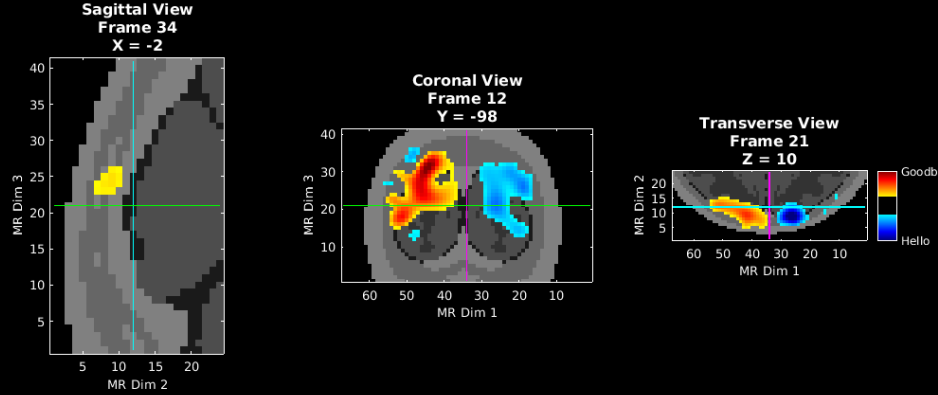 Sagittal View
Frame 34
X = -2
MR Dim 3
40
35
30
25
20
15
10
5
5 10 15 20
MR Dim 2
Coronal View
Frame 12
Y = -98
MR Dim 3
40
30
20
10
60 50 40 30 20 10
MR Dim 1
Transverse View
Frame 21
Z = 10
MR Dim 2
20
15
10
5
60 50 40 30 20 10
MR Dim 1
Goodb
Hello